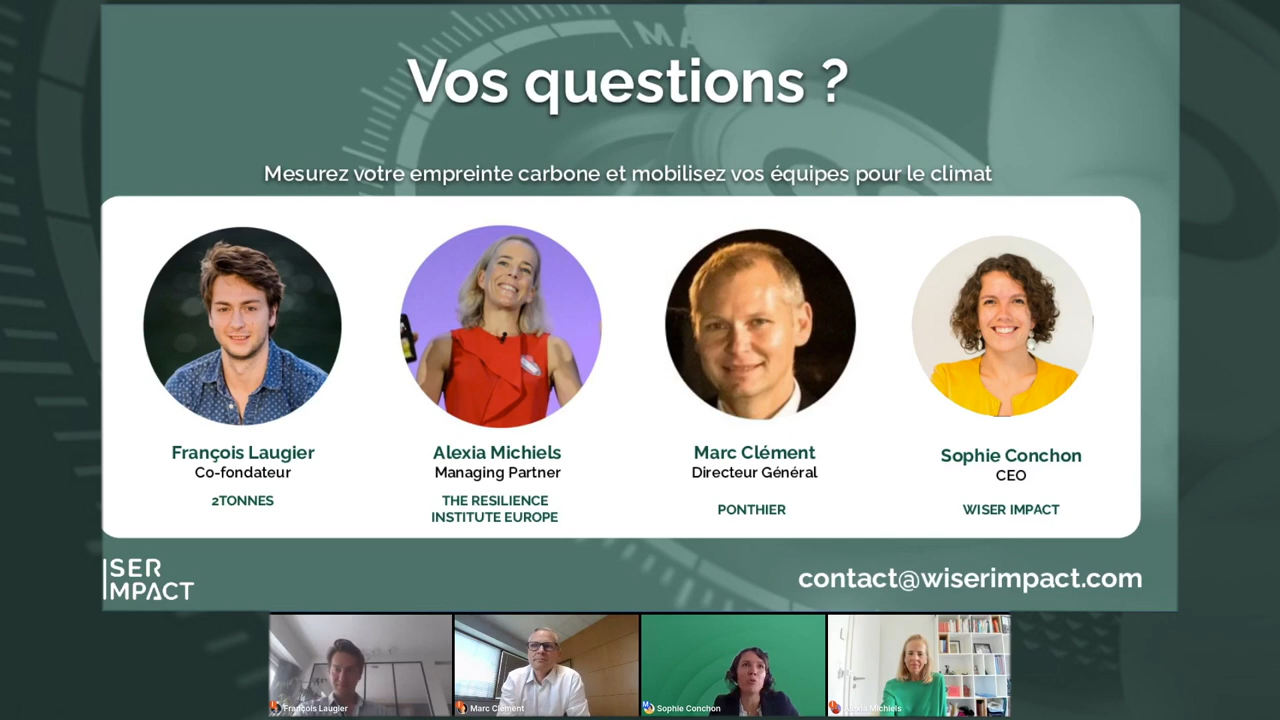 MA
Vos questions ?
Mesurez votre empreinte carbone et mobilisez vos équipes pour le climat
François Laugier
Co-fondateur
2TONNES
Alexia Michiels
Managing Partner
THE RESILIENCE
INSTITUTE EUROPE
Marc Clément
Directeur Général
PONTHIER
Sophie Conchon
CEO
WISER IMPACT
ISER
IMPACT
contact@wiserimpact.com
François Laugier
Marc Clément
Sophie Conchon
Alexia Michiels